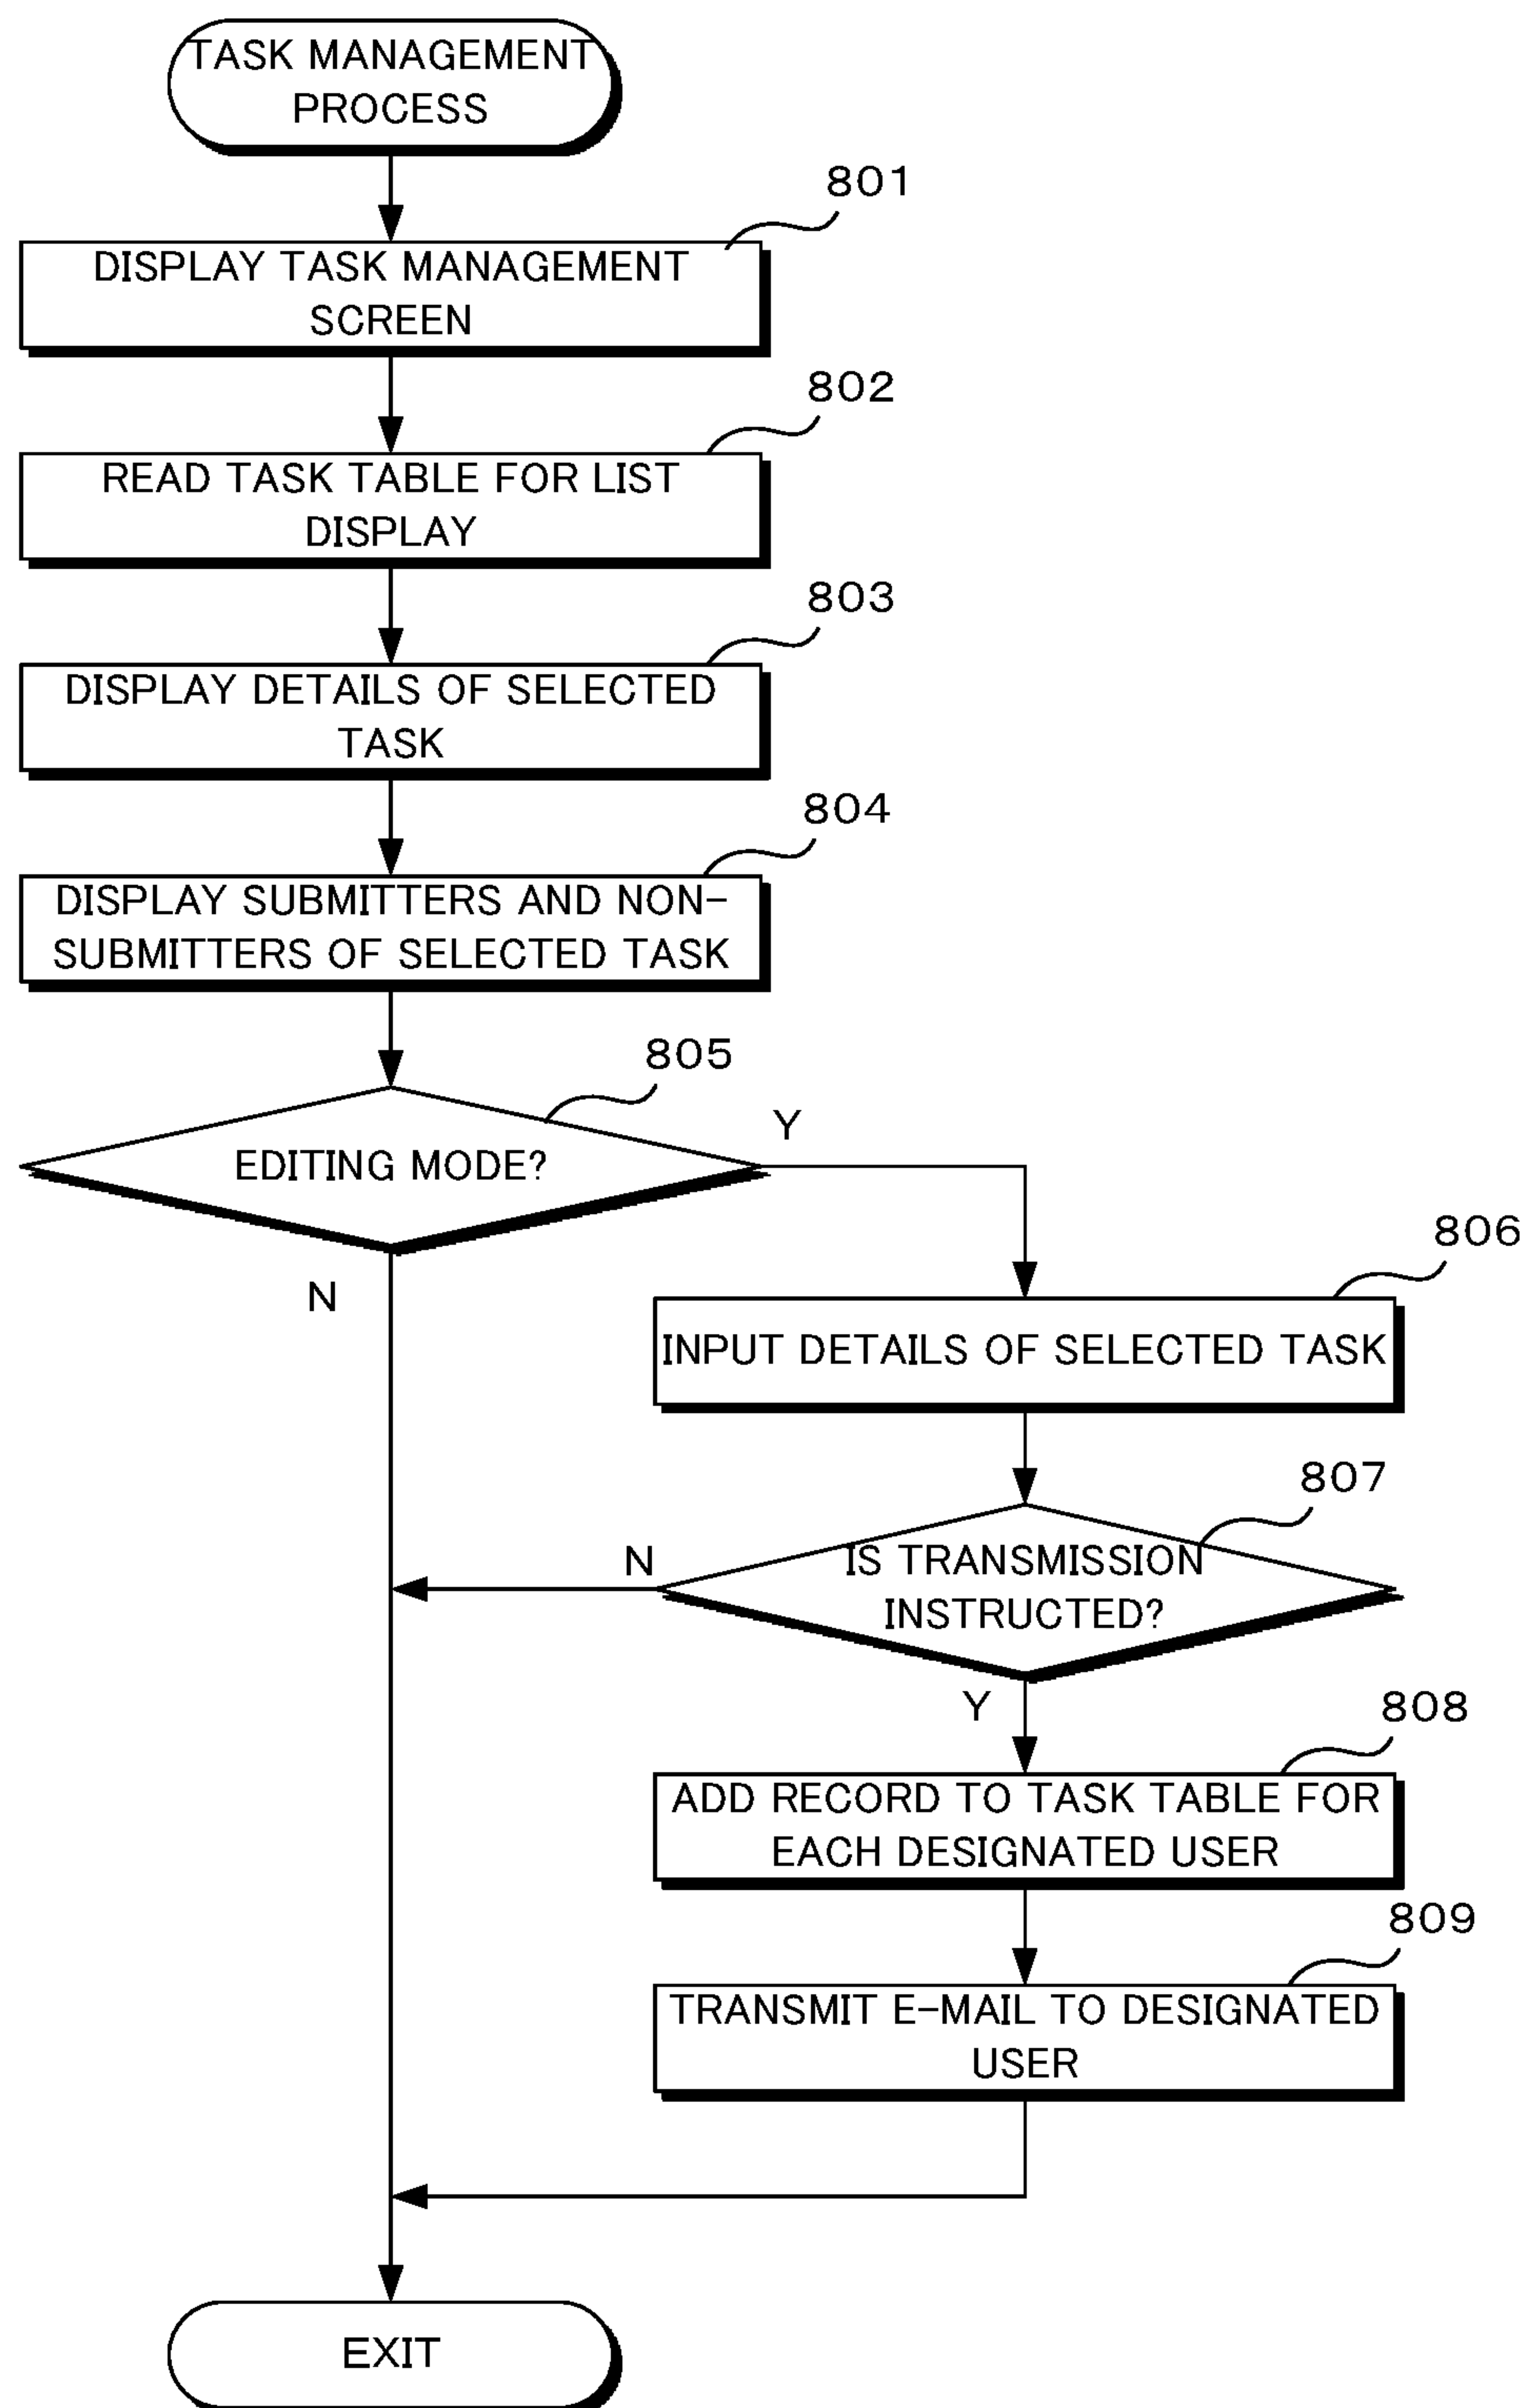 TASK MANAGEMENT
PROCESS
801
DISPLAY TASK MANAGEMENT
SCREEN
802
READ TASK TABLE FOR LIST
DISPLAY
803
DISPLAY DETAILS OF SELECTED
TASK
804
DISPLAY SUBMITTERS AND NON-
SUBMITTERS OF SELECTED TASK
805
EDITING MODE?
Y
N
806
INPUT DETAILS OF SELECTED TASK
807
IS TRANSMISSION
INSTRUCTED?
N
Y
808
ADD RECORD TO TASK TABLE FOR
EACH DESIGNATED USER
809
TRANSMIT E-MAIL TO DESIGNATED
USER
EXIT